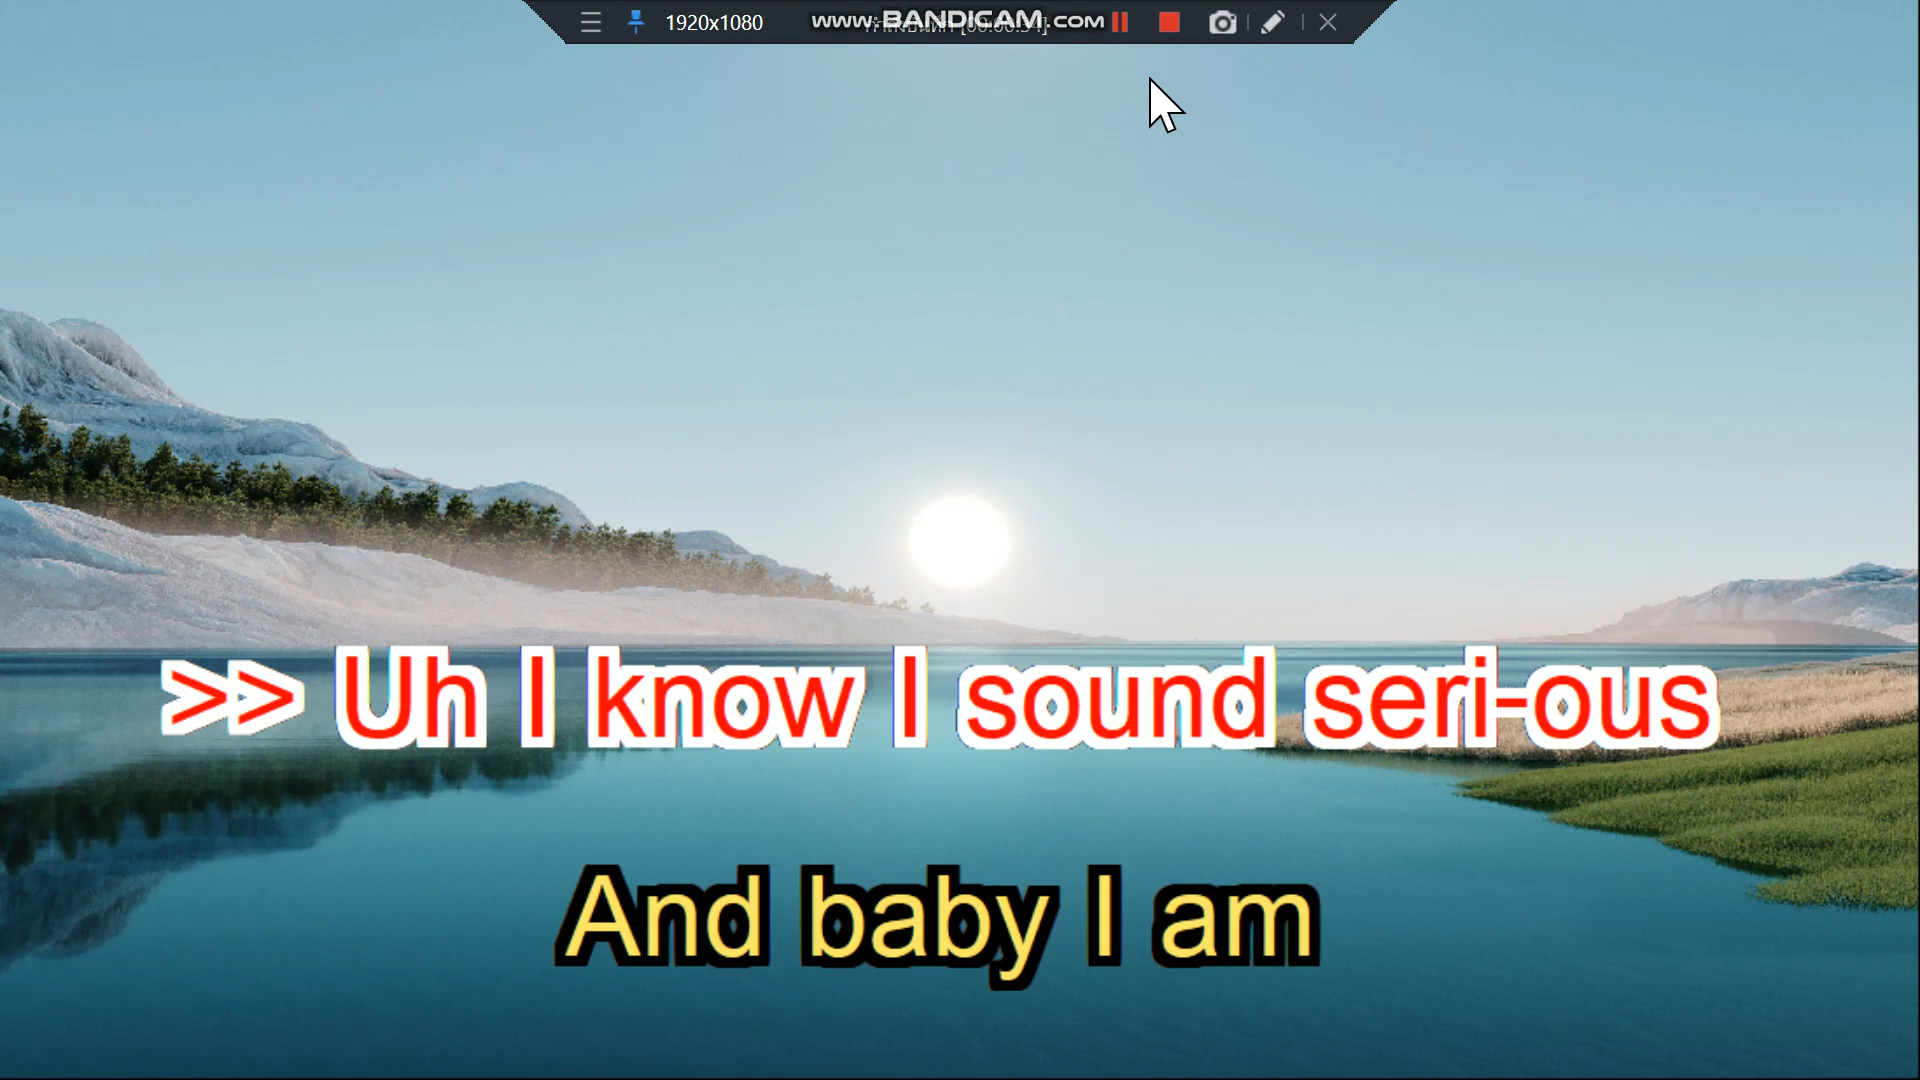 1920x1080
www.BANDICAM.com
>> Uh I know I sound seri-ous
And baby I am